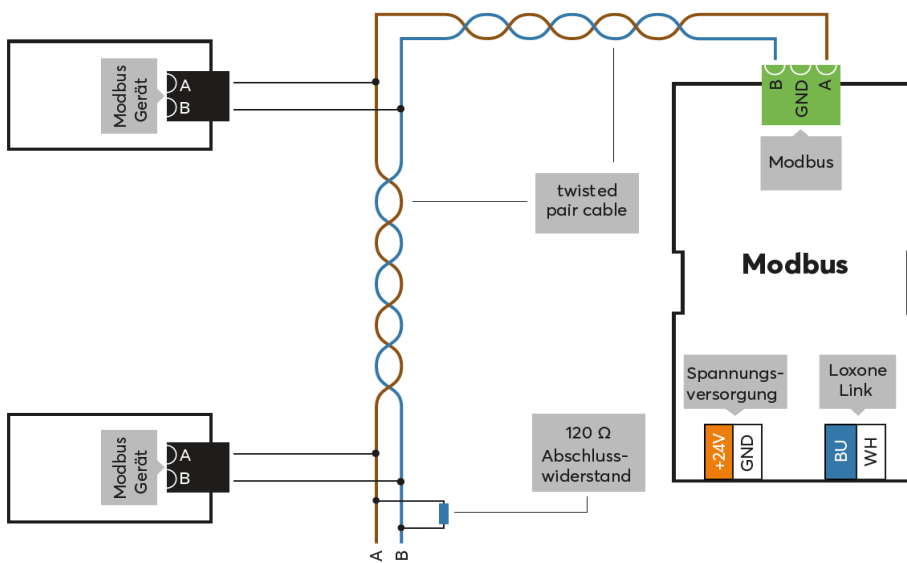 Modbus
Gerät
A
B
B
GND
A
Modbus
twisted
pair cable
Modbus
Spannungs-
versorgung
Loxone
Link
+24V
GND
BU
WH
Modbus
Gerät
A
B
120 Ω
Abschluss-
widerstand
A
B